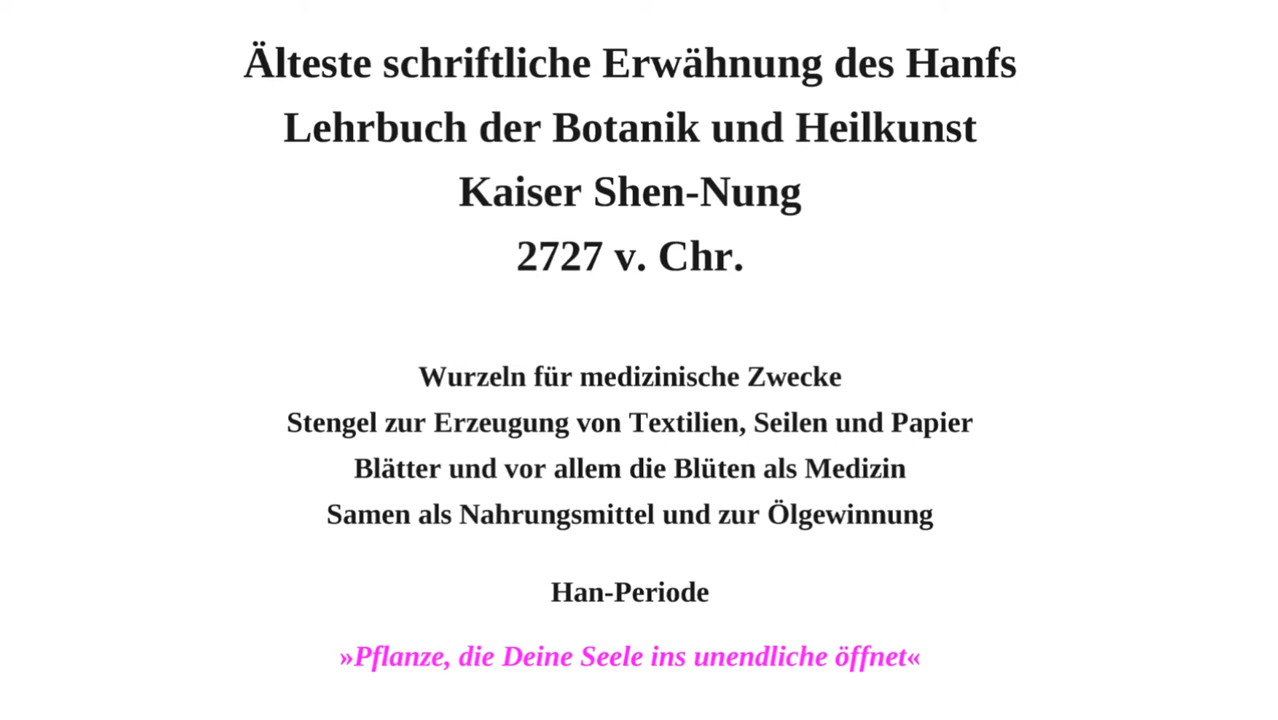 Älteste schriftliche Erwähnung des Hanfs
Lehrbuch der Botanik und Heilkunst
Kaiser Shen-Nung
2727 v. Chr.
Wurzeln für medizinische Zwecke
Stengel zur Erzeugung von Textilien, Seilen und Papier
Blätter und vor allem die Blüten als Medizin
Samen als Nahrungsmittel und zur Ölgewinnung
Han-Periode
»Pflanze, die Deine Seele ins unendliche öffnet«